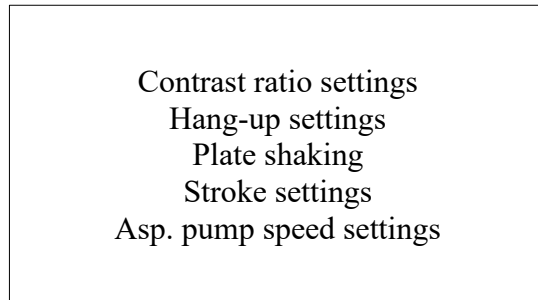 Contrast ratio settings
Hang-up settings
Plate shaking
Stroke settings
Asp. pump speed settings